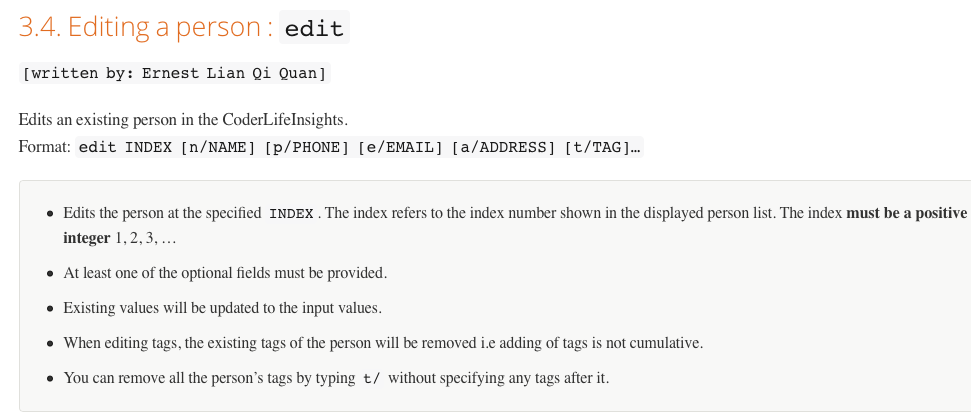 3.4. Editing a person : edit
[written by: Ernest Lian Qi Quan]
Edits an existing person in the CoderLifeInsights.
Format: edit INDEX [n/NAME] [p/PHONE] [e/EMAIL] [a/ADDRESS] [t/TAG]…
• Edits the person at the specified INDEX . The index refers to the index number shown in the displayed person list. The index must be a positive
integer 1, 2, 3, …
• At least one of the optional fields must be provided.
• Existing values will be updated to the input values.
• When editing tags, the existing tags of the person will be removed i.e adding of tags is not cumulative.
• You can remove all the person’s tags by typing t/ without specifying any tags after it.